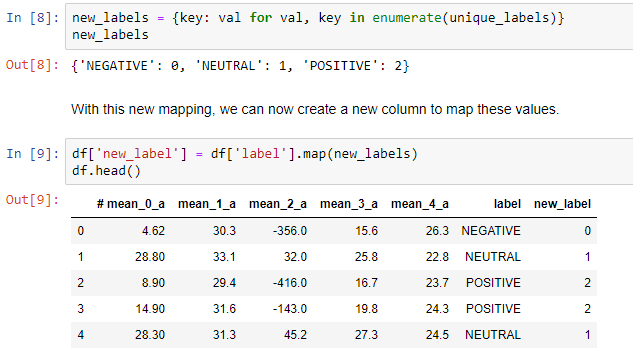 In [8]: new_labels = {key: val for val, key in enumerate(unique_labels)}
new_labels
Out[8]: {'NEGATIVE': 0, 'NEUTRAL': 1, 'POSITIVE': 2}
With this new mapping, we can now create a new column to map these values.
In [9]: df['new_label'] = df['label'].map(new_labels)
df.head()
Out[9]:
# mean_0_a mean_1_a mean_2_a mean_3_a mean_4_a label new_label
0 4.62 30.3 -356.0 15.6 26.3 NEGATIVE 0
1 28.80 33.1 32.0 25.8 22.8 NEUTRAL 1
2 8.90 29.4 -416.0 16.7 23.7 POSITIVE 2
3 14.90 31.6 -143.0 19.8 24.3 POSITIVE 2
4 28.30 31.3 45.2 27.3 24.5 NEUTRAL 1